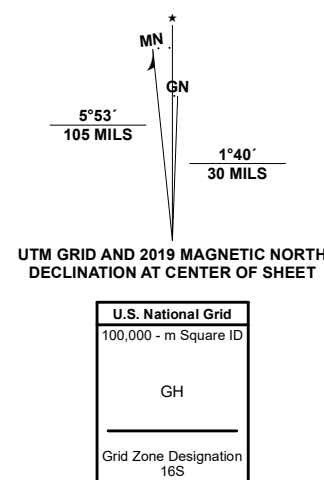 ★
MN
GN
5°53´
105 MILS
1°40´
30 MILS
UTM GRID AND 2019 MAGNETIC NORTH
DECLINATION AT CENTER OF SHEET
U.S. National Grid
100,000 - m Square ID
GH
Grid Zone Designation
16S